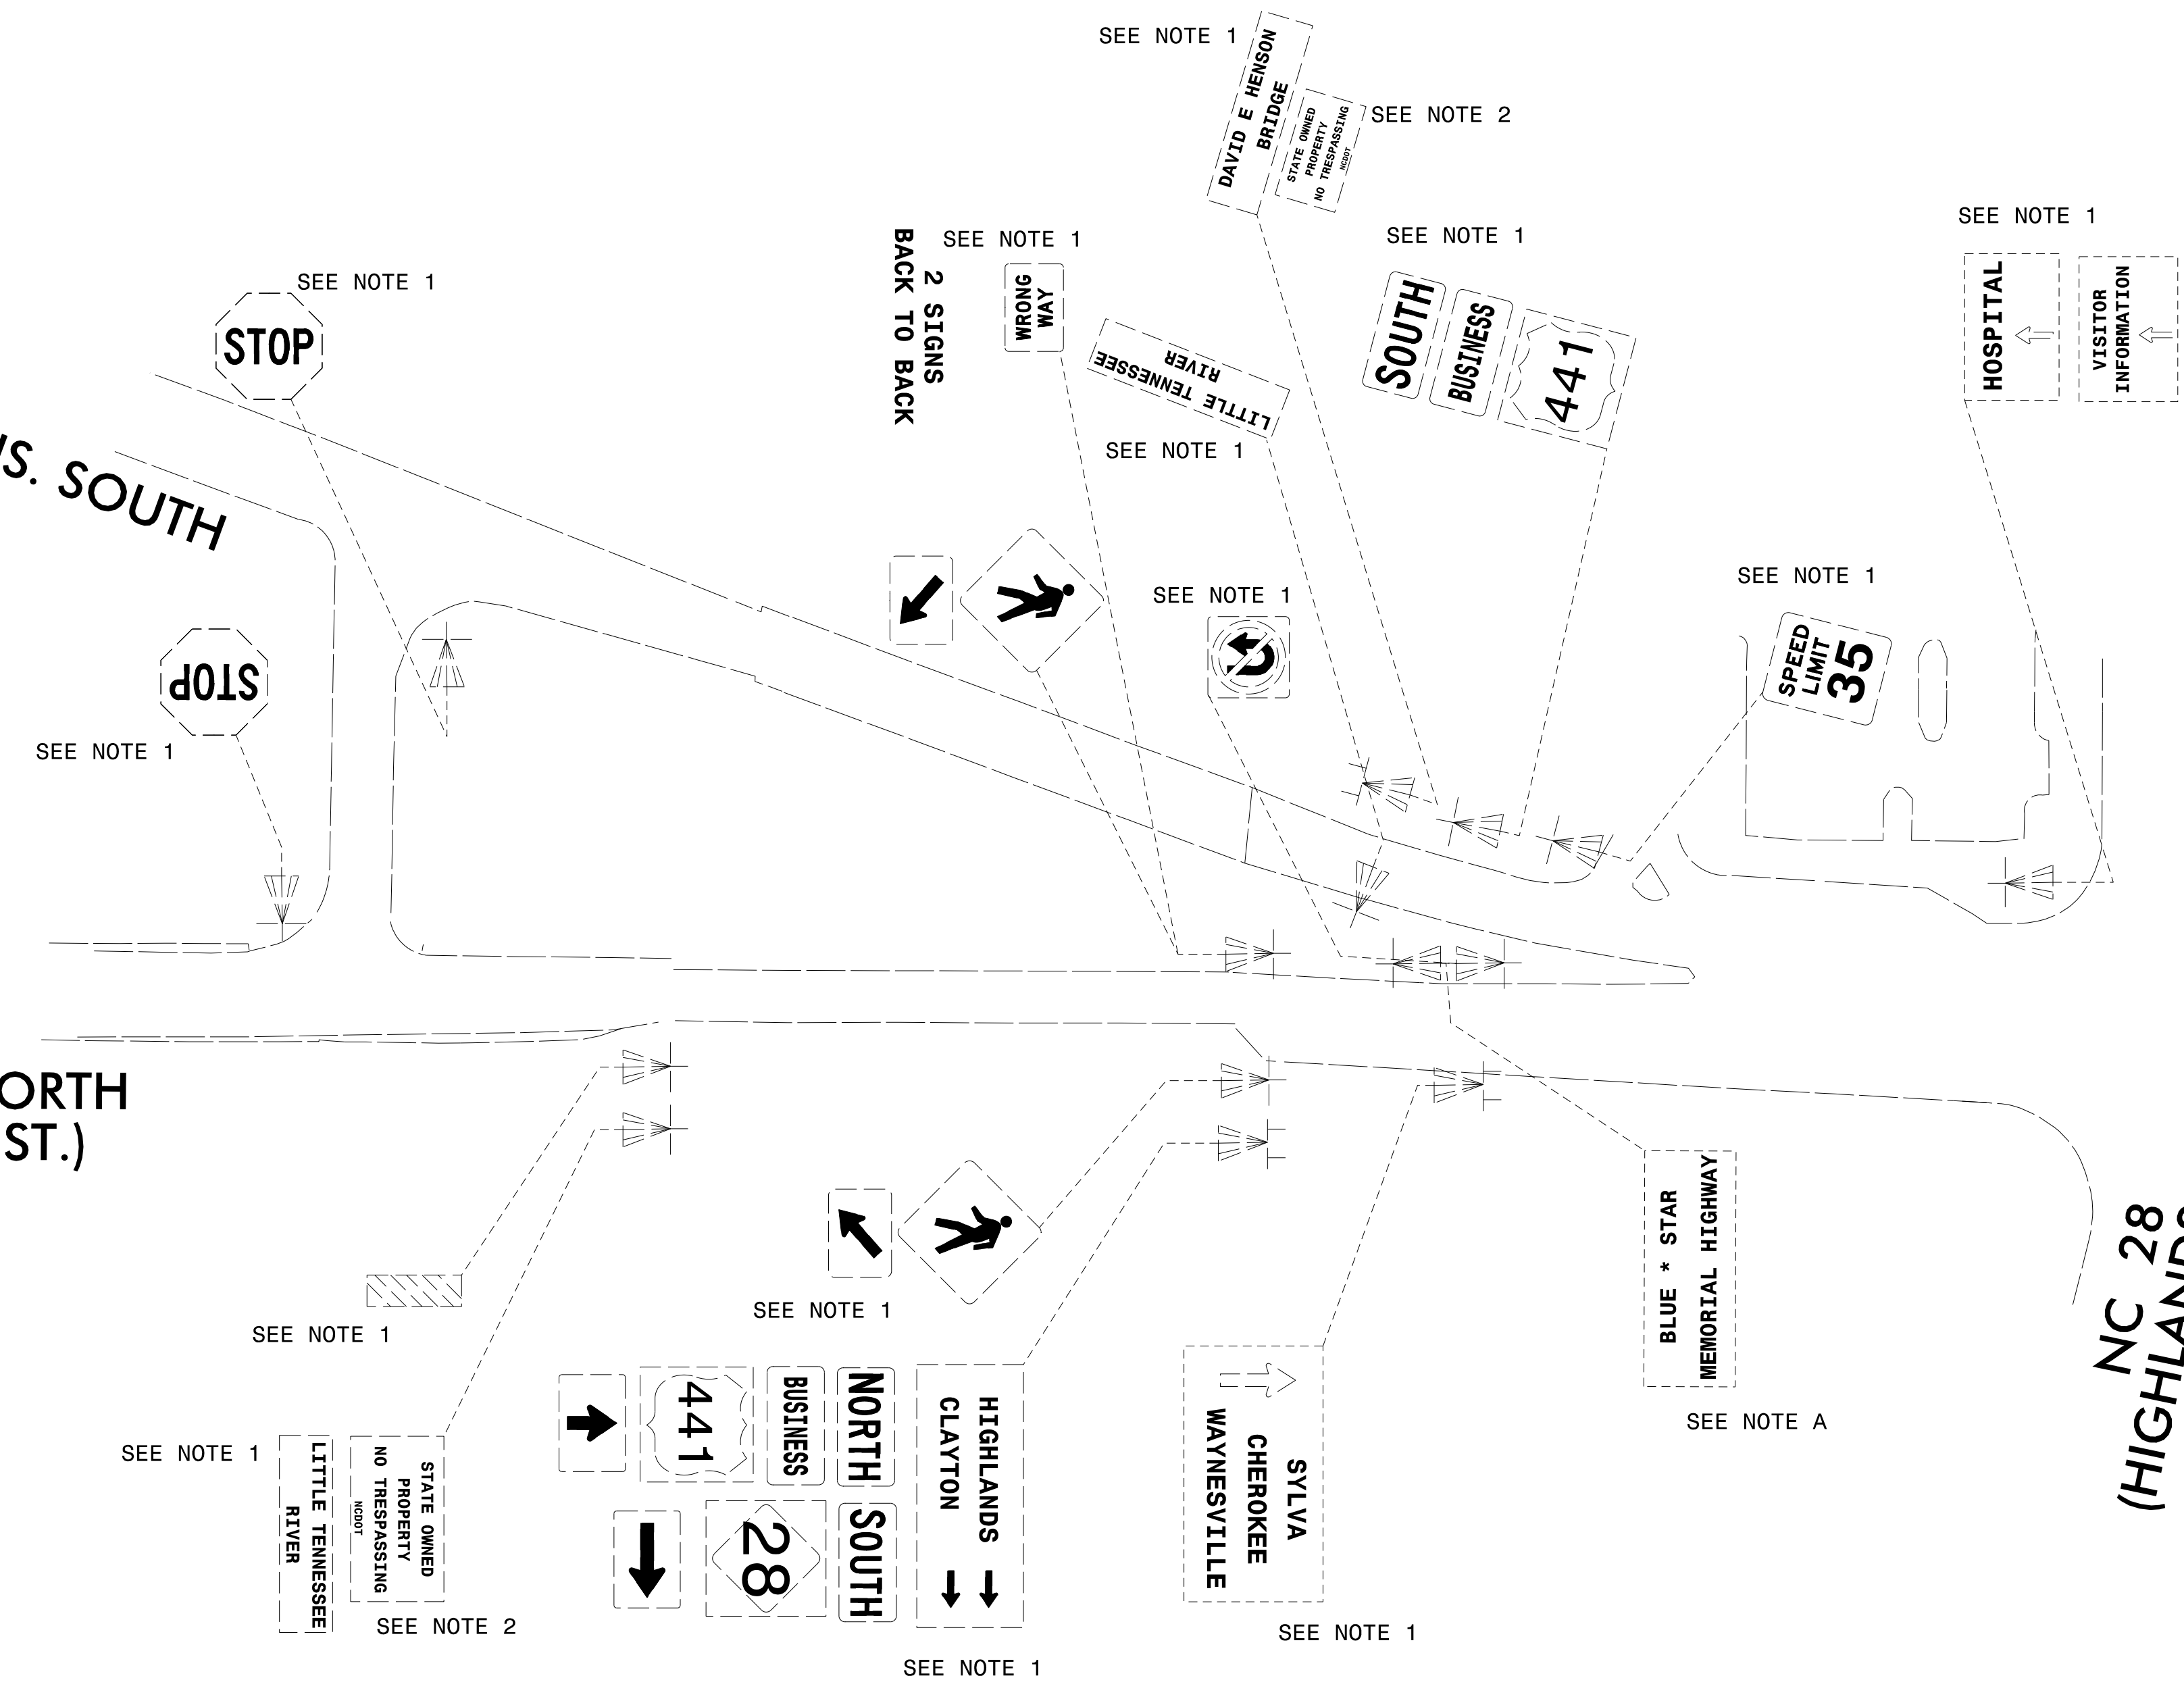 SEE NOTE 1
DAVID E HENSON
BRIDGE
STATE OWNED
PROPERTY
NO TRESPASSING
NCDOT
SEE NOTE 2
SEE NOTE 1
2 SIGNS
BACK TO BACK
WRONG
WAY
SEE NOTE 1
SOUTH
BUSINESS
441
SEE NOTE 1
HOSPITAL
VISITOR
INFORMATION
SEE NOTE 1
STOP
LITTLE TENNESSEE
RIVER
SEE NOTE 1
S. SOUTH
SEE NOTE 1
SEE NOTE 1
SPEED
LIMIT
35
STOP
SEE NOTE 1
ORTH
ST.)
SEE NOTE 1
SEE NOTE 1
BLUE * STAR
MEMORIAL HIGHWAY
SEE NOTE A
NC 28
(HIGHLANDS
SEE NOTE 1
LITTLE TENNESSEE
RIVER
STATE OWNED
PROPERTY
NO TRESPASSING
NCDOT
SEE NOTE 2
NORTH
BUSINESS
441
SOUTH
28
HIGHLANDS
CLAYTON
SEE NOTE 1
SYLVA
CHEROKEE
WAYNESVILLE
SEE NOTE 1